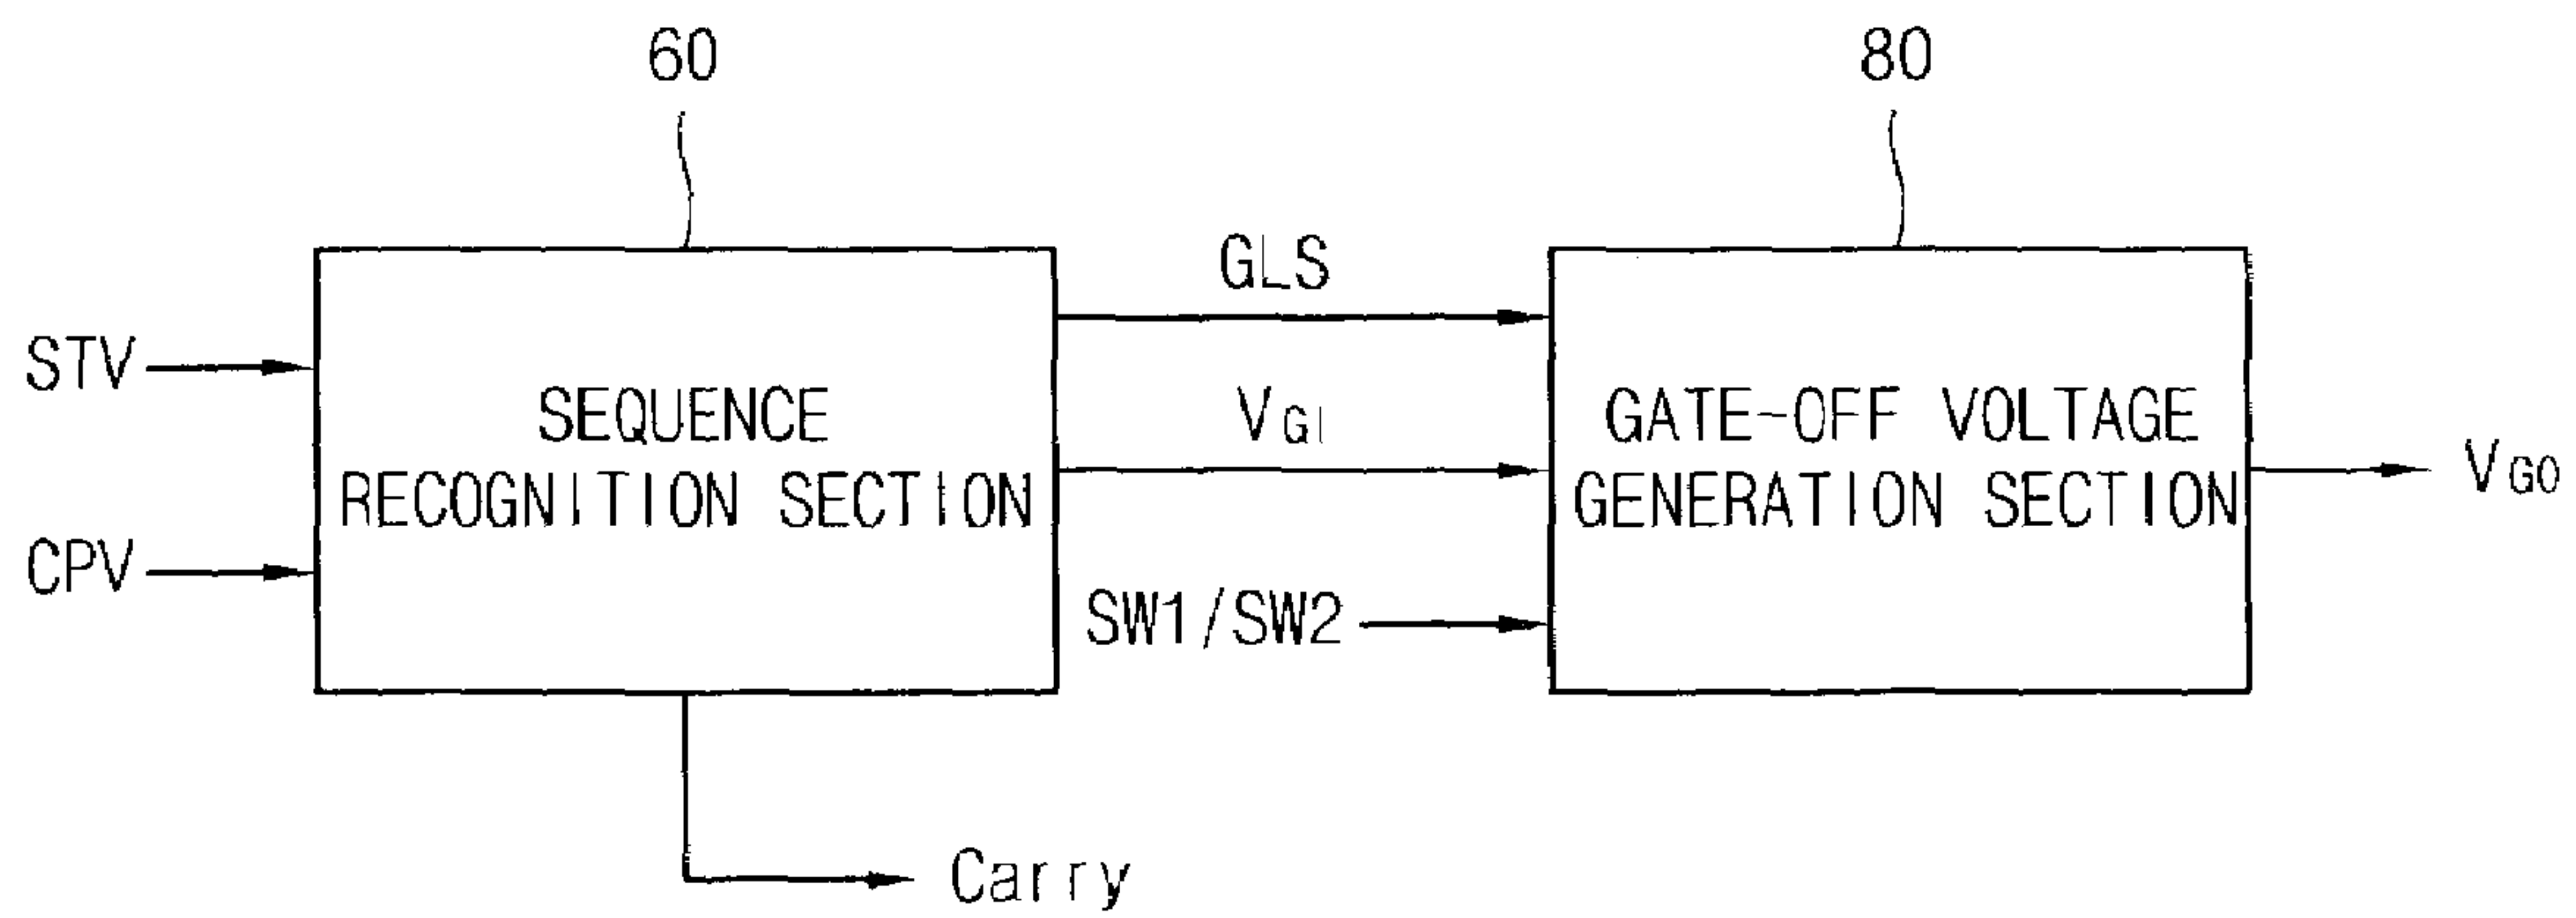 60
80
GLS
STV
SEQUENCE
RECOGNITION SECTION
VGI
GATE-OFF VOLTAGE
GENERATION SECTION
VGO
CPV
SW1/SW2
Carry